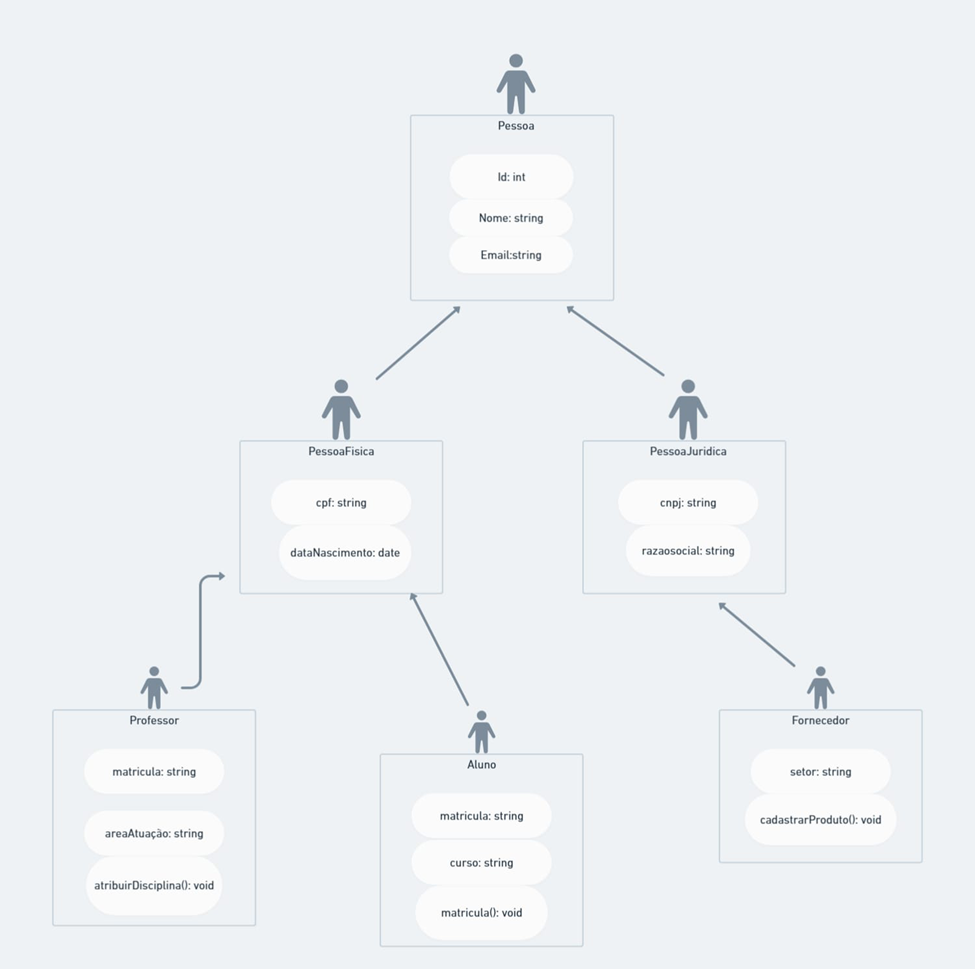 Pessoa
Id: int
Nome: string
Email:string
PessoaFisica
cpf: string
dataNascimento: date
PessoaJuridica
cnpj: string
razaosocial: string
Professor
matricula: string
areaAtuação: string
atribuirDisciplina(): void
Aluno
matricula: string
curso: string
matricula(): void
Fornecedor
setor: string
cadastrarProduto(): void